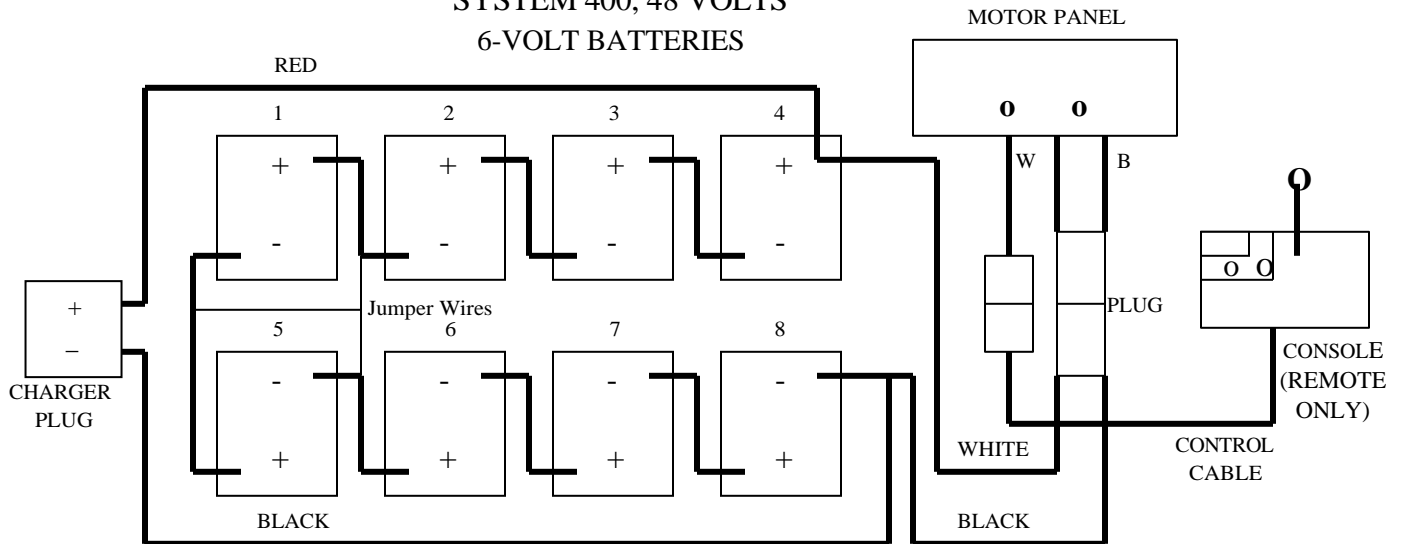 SYSTEM 400, 48 VOLTS
6-VOLT BATTERIES
MOTOR PANEL
RED
1 2 3 4
O O
+ + + +
W B
- - - -
O
O O
+
–
CHARGER
PLUG
Jumper Wires
PLUG
5 6 7 8
- - - -
+ + + +
CONSOLE
(REMOTE
ONLY)
WHITE
CONTROL
CABLE
BLACK
BLACK